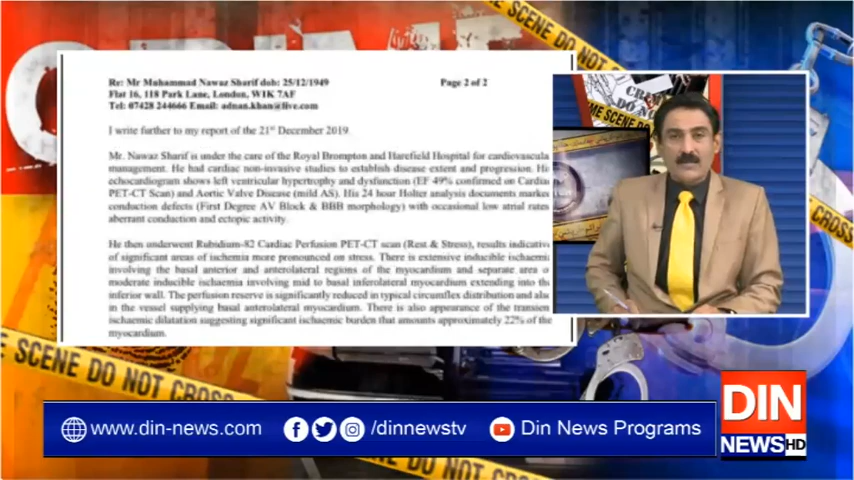 CRIME
SCENE DO NOT CROSS
Re: Mr Muhammad Nawaz Sharif dob: 25/12/1949 Page 2 of 2
Flat 16, 118 Park Lane, London, W1K 7AF
Tel: 07428 244666 Email: adnan.khan@live.com
I write further to my report of the 21st December 2019.
Mr. Nawaz Sharif is under the care of the Royal Brompton and Harefield Hospital for cardiovascula
management. He had cardiac non-invasive studies to establish disease extent and progression. Hi
echocardiogram shows left ventricular hypertrophy and dysfunction (EF 49% confirmed on Cardia
PET-CT Scan) and Aortic Valve Disease (mild AS). His 24 hour Holter analysis documents marked
conduction defects (First Degree AV Block & BBB morphology) with occasional low atrial rates
aberrant conduction and ectopic activity.
He then underwent Rubidium-82 Cardiac Perfusion PET-CT scan (Rest & Stress), results indicative
of significant areas of ischemia more pronounced on stress. There is extensive inducible ischaemi
involving the basal anterior and anterolateral regions of the myocardium and separate area o
moderate inducible ischaemia involving mid to basal inferolateral myocardium extending into th
inferior wall. The perfusion reserve is significantly reduced in typical circumflex distribution and als
in the vessel supplying basal anterolateral myocardium. There is also appearance of the transien
ischaemic dilatation suggesting significant ischaemic burden that amounts approximately 22% of the
myocardium.
SCENE DO NOT CROSS
www.din-news.com /dinnewstv Din News Programs
DIN
NEWS HD